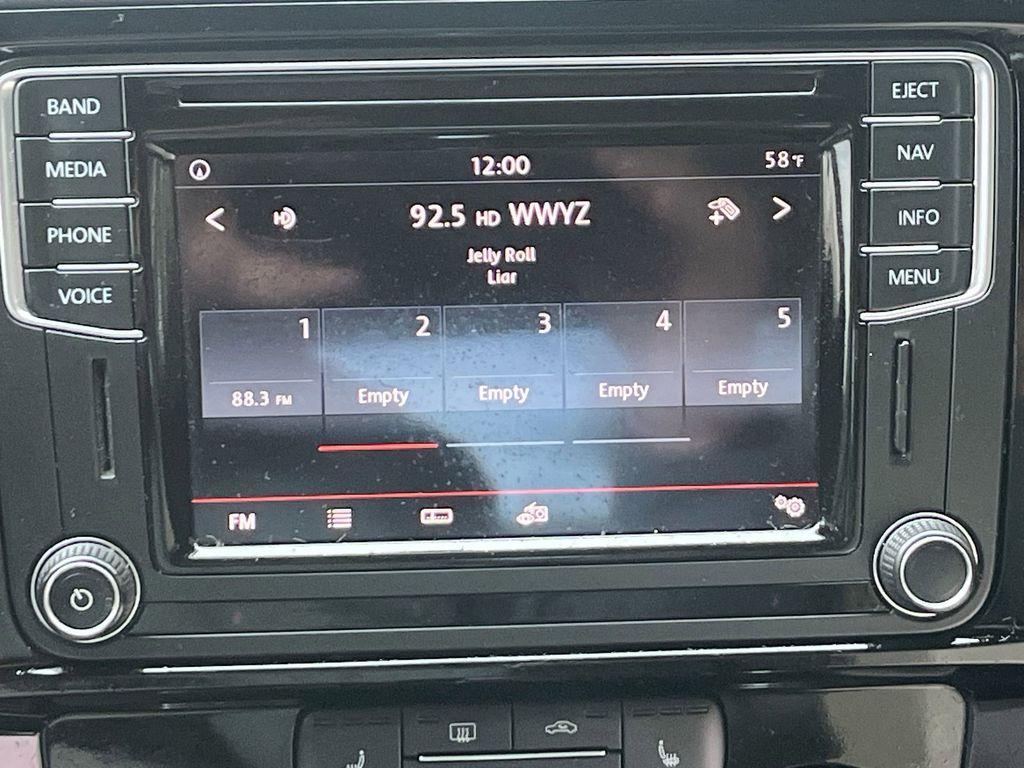 BAND
MEDIA
PHONE
VOICE
EJECT
NAV
INFO
MENU
12:00
58°F
< HD 92.5 HD WWYZ >
Jelly Roll
Liar
1 2 3 4 5
88.3 FM Empty Empty Empty Empty
FM